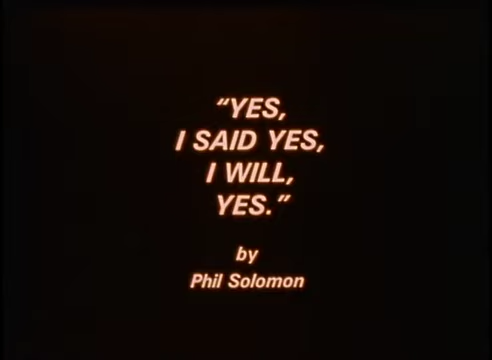 “YES,
I SAID YES,
I WILL,
YES.”
by
Phil Solomon